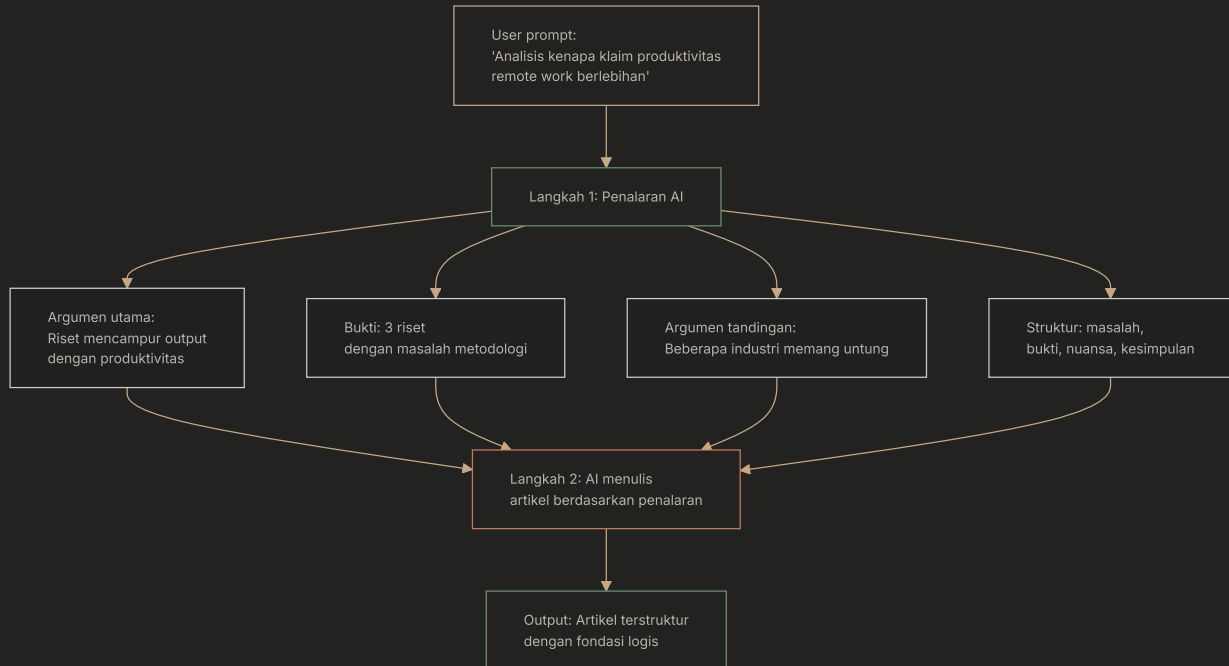 User prompt:
'Analisis kenapa klaim produktivitas
remote work berlebihan'
Langkah 1: Penalaran AI
Argumen utama:
Riset mencampur output
dengan produktivitas
Bukti: 3 riset
dengan masalah metodologi
Argumen tandingan:
Beberapa industri memang untung
Struktur: masalah,
bukti, nuansa, kesimpulan
Langkah 2: AI menulis
artikel berdasarkan penalaran
Output: Artikel terstruktur
dengan fondasi logis